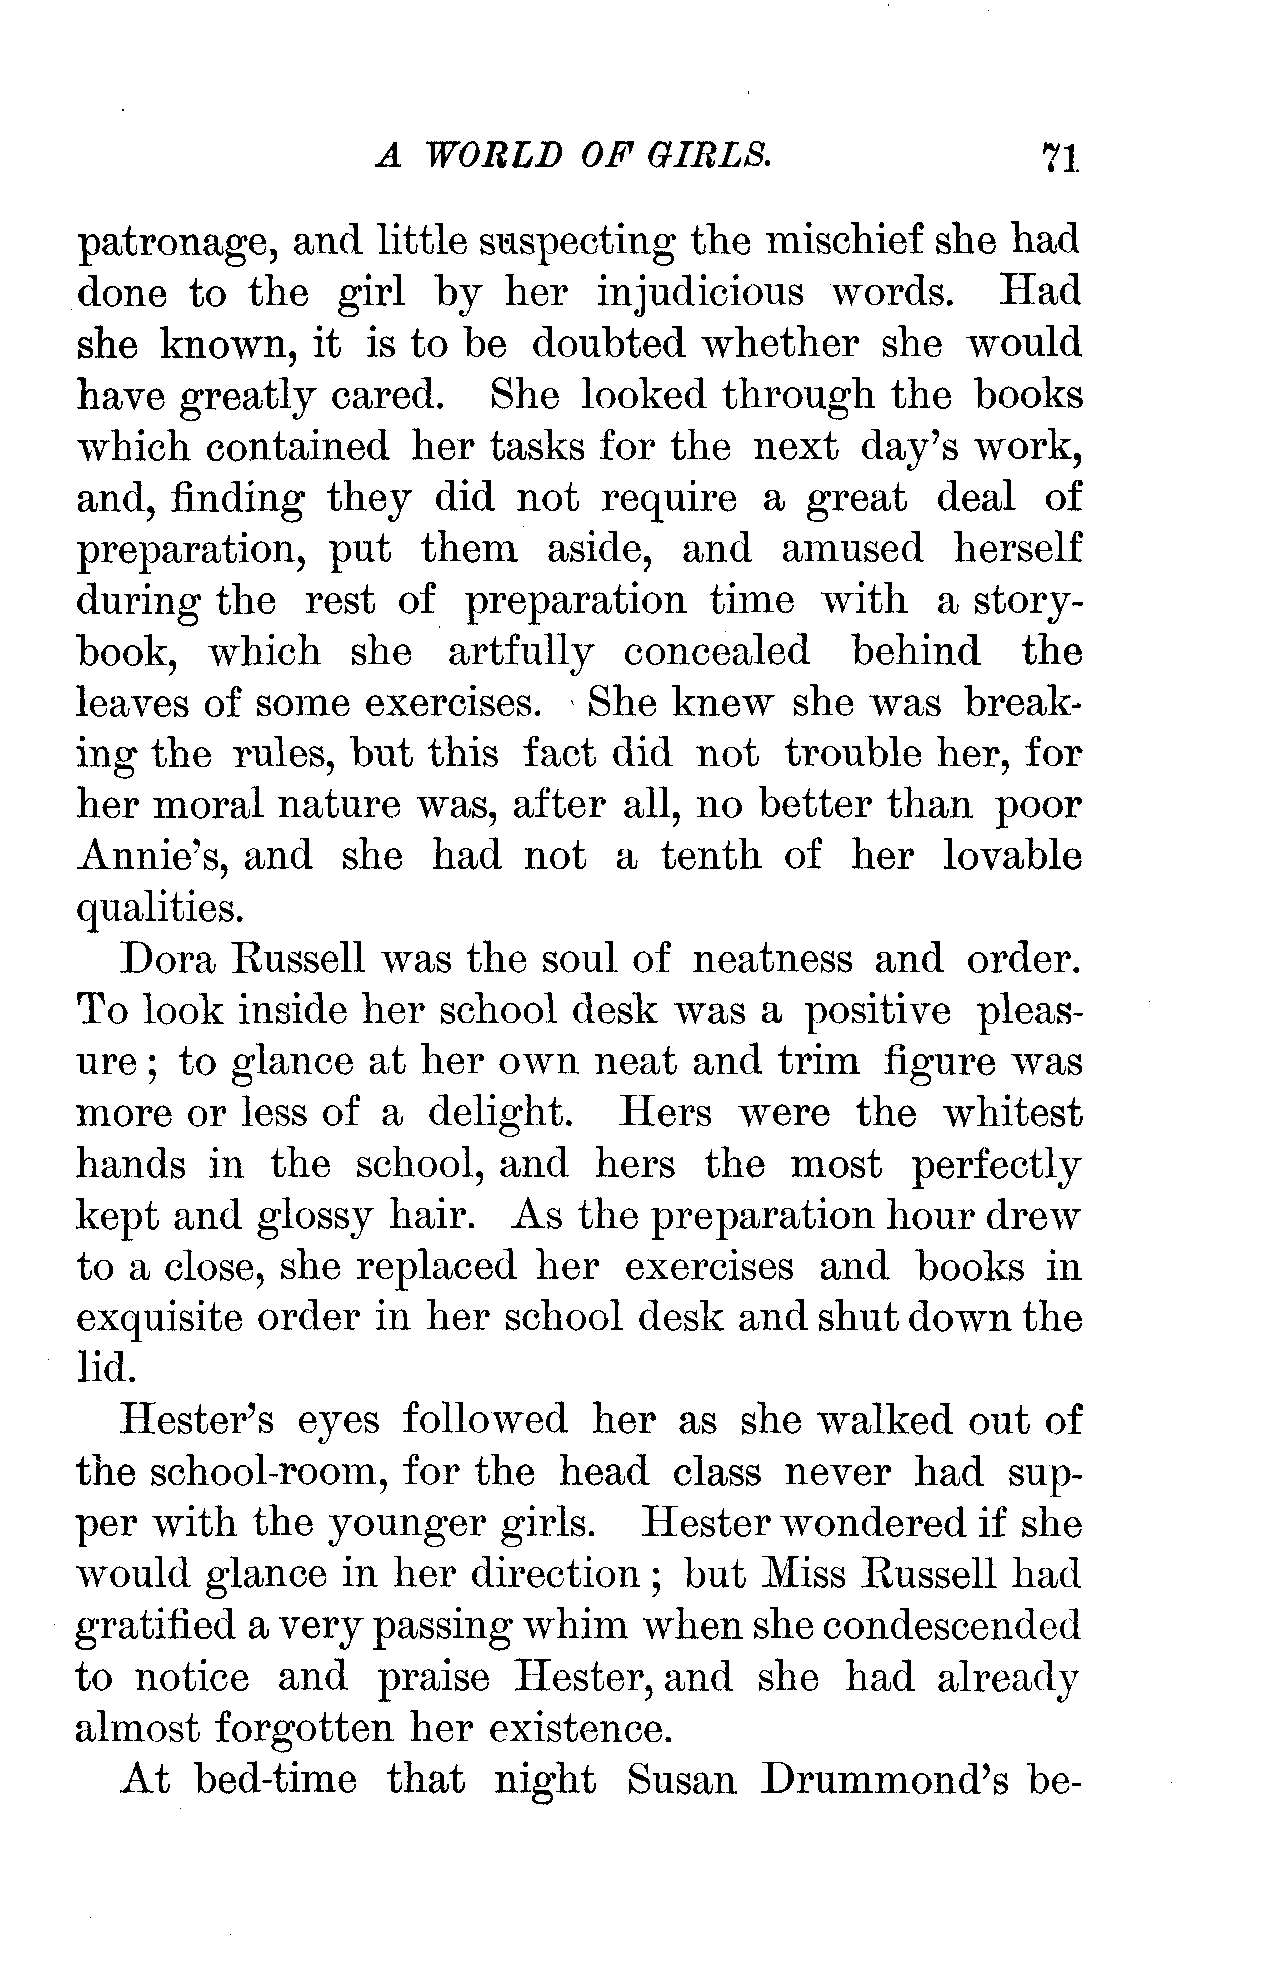 A WORLD OF GIRLS. 71
patronage, and little suspecting the mischief she had
done to the girl by her injudicious words. Had
she known, it is to be doubted whether she would
have greatly cared. She looked through the books
which contained her tasks for the next day's work,
and, finding they did not require a great deal of
preparation, put them aside, and amused herself
during the rest of preparation time with a story-
book, which she artfully concealed behind the
leaves of some exercises. She knew she was break-
ing the rules, but this fact did not trouble her, for
her moral nature was, after all, no better than poor
Annie's, and she had not a tenth of her lovable
qualities.
Dora Russell was the soul of neatness and order.
To look inside her school desk was a positive pleas-
ure; to glance at her own neat and trim figure was
more or less of a delight. Hers were the whitest
hands in the school, and hers the most perfectly
kept and glossy hair. As the preparation hour drew
to a close, she replaced her exercises and books in
exquisite order in her school desk and shut down the
lid.
Hester's eyes followed her as she walked out of
the school-room, for the head class never had sup-
per with the younger girls. Hester wondered if she
would glance in her direction; but Miss Russell had
gratified a very passing whim when she condescended
to notice and praise Hester, and she had already
almost forgotten her existence.
At bed-time that night Susan Drummond's be-